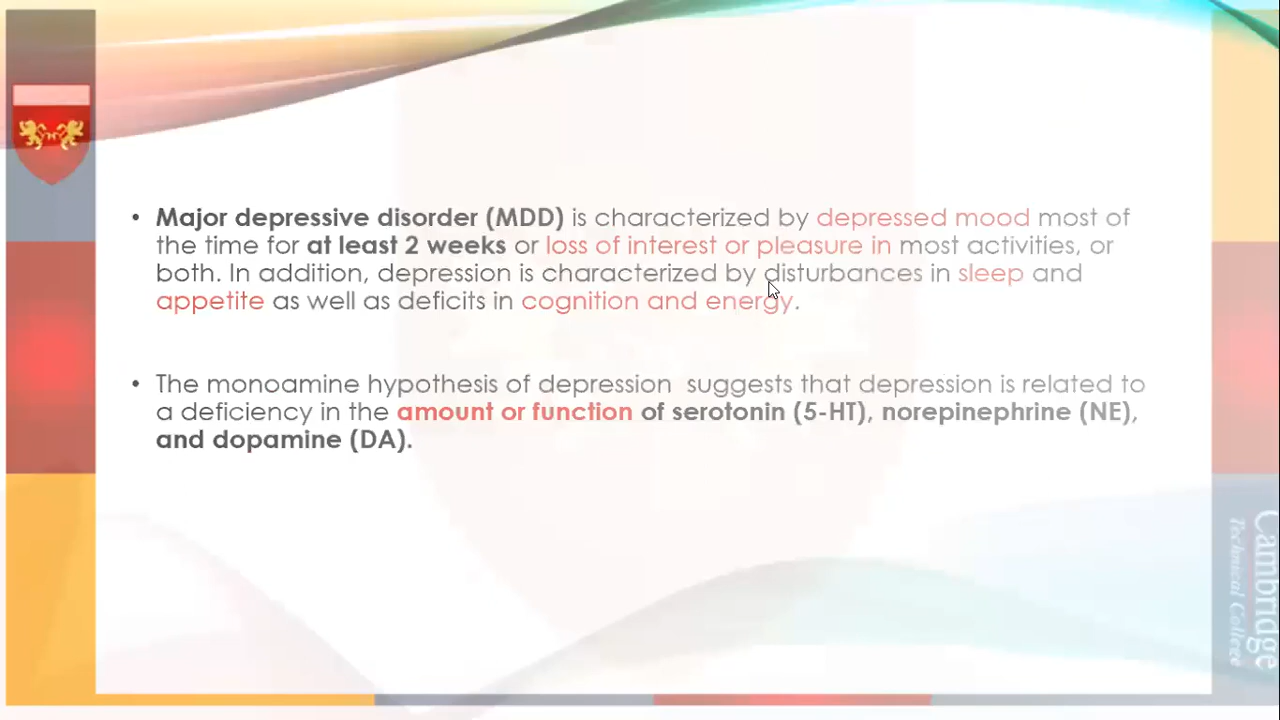 • Major depressive disorder (MDD) is characterized by depressed mood most of
the time for at least 2 weeks or loss of interest or pleasure in most activities, or
both. In addition, depression is characterized by disturbances in sleep and
appetite as well as deficits in cognition and energy.
• The monoamine hypothesis of depression  suggests that depression is related to
a deficiency in the amount or function of serotonin (5-HT), norepinephrine (NE),
and dopamine (DA).
Cambridge
Technical College